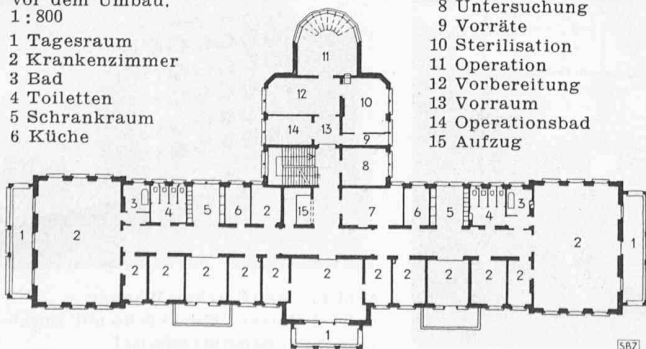 vor dem Umbau.
1 : 800
1 Tagesraum
2 Krankenzimmer
3 Bad
4 Toiletten
5 Schrankraum
6 Küche
8 Untersuchung
9 Vorräte
10 Sterilisation
11 Operation
12 Vorbereitung
13 Vorraum
14 Operationsbad
15 Aufzug
11
12
10
14
13
9
8
3
4
5
6
2
15
7
6
5
4
3
1
2
2
1
2
2
2
2
2
2
2
2
2
2
2
1
SBZ